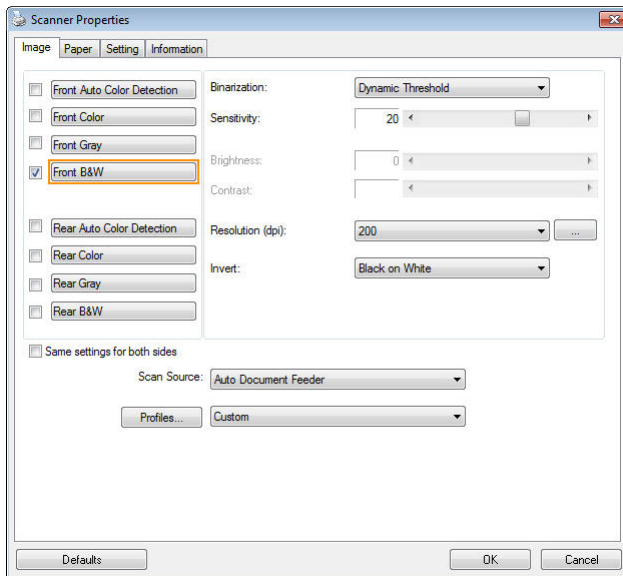 Scanner Properties
Image Paper Setting Information
Front Auto Color Detection
Front Color
Front Gray
Front B&W
Rear Auto Color Detection
Rear Color
Rear Gray
Rear B&W
Binarization: Dynamic Threshold
Sensitivity: 20
Brightness: 0
Contrast:
Resolution (dpi): 200 ...
Invert: Black on White
Same settings for both sides
Scan Source: Auto Document Feeder
Profiles... Custom
Defaults OK Cancel